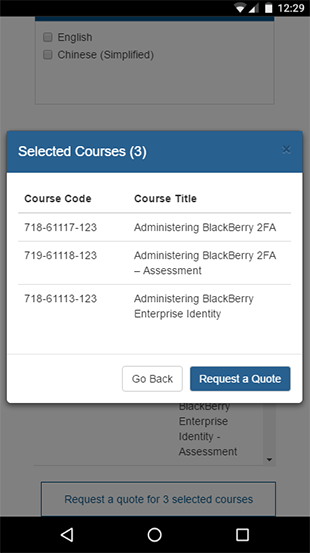 12:29
English
Chinese (Simplified)
Selected Courses (3)
×
Course Code Course Title
718-61117-123 Administering BlackBerry 2FA
719-61118-123 Administering BlackBerry 2FA
– Assessment
718-61113-123 Administering BlackBerry
Enterprise Identity
Go Back Request a Quote
BlackBerry
Enterprise
Identity -
Assessment
Request a quote for 3 selected courses